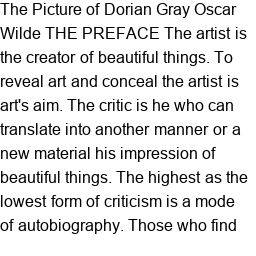 The Picture of Dorian Gray Oscar
Wilde THE PREFACE The artist is
the creator of beautiful things. To
reveal art and conceal the artist is
art's aim. The critic is he who can
translate into another manner or a
new material his impression of
beautiful things. The highest as the
lowest form of criticism is a mode
of autobiography. Those who find